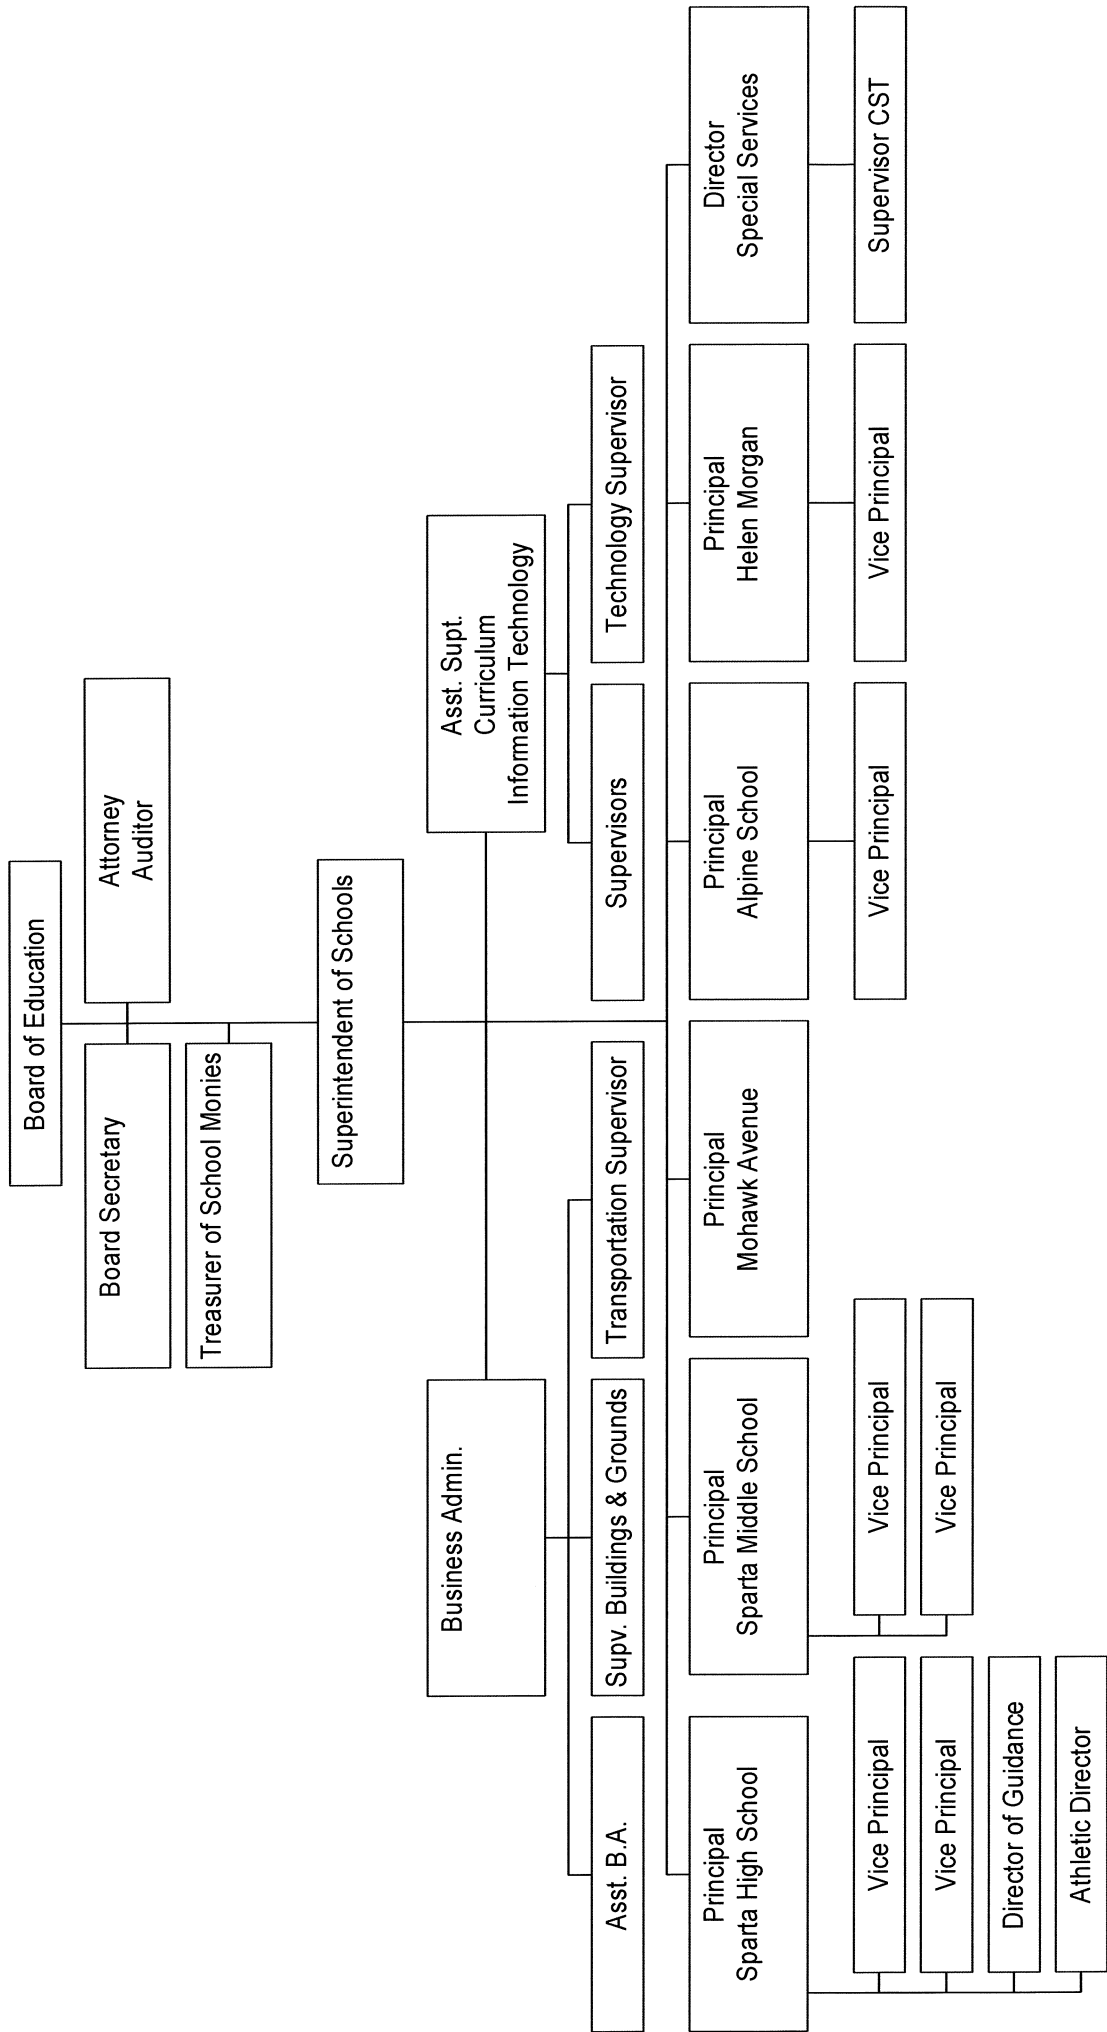 Board of Education
Board Secretary
Attorney
Auditor
Treasurer of School Monies
Superintendent of Schools
Business Admin.
Asst. Supt.
Curriculum
Information Technology
Asst. B.A.
Supv. Buildings & Grounds
Transportation Supervisor
Supervisors
Technology Supervisor
Principal
Sparta High School
Principal
Sparta Middle School
Principal
Mohawk Avenue
Principal
Alpine School
Principal
Helen Morgan
Director
Special Services
Vice Principal
Vice Principal
Director of Guidance
Athletic Director
Vice Principal
Vice Principal
Vice Principal
Vice Principal
Supervisor CST